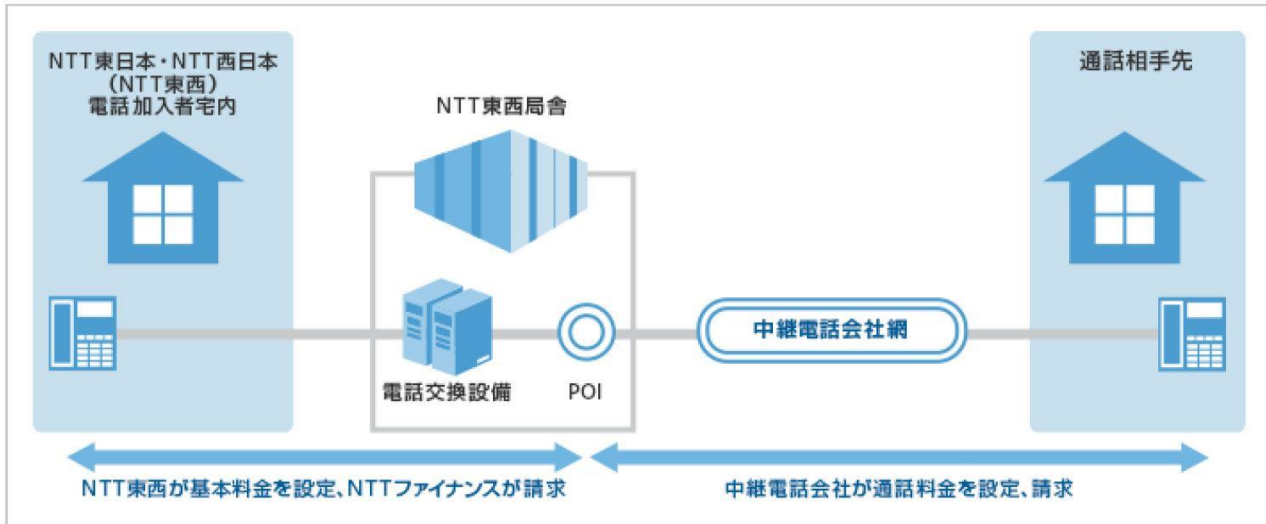 NTT東日本・NTT西日本
（NTT東西）
電話加入者宅内
NTT東西局舎
通話相手先
電話交換設備
POI
中継電話会社網
NTT東西が基本料金を設定、NTTファイナンスが請求
中継電話会社が通話料金を設定、請求